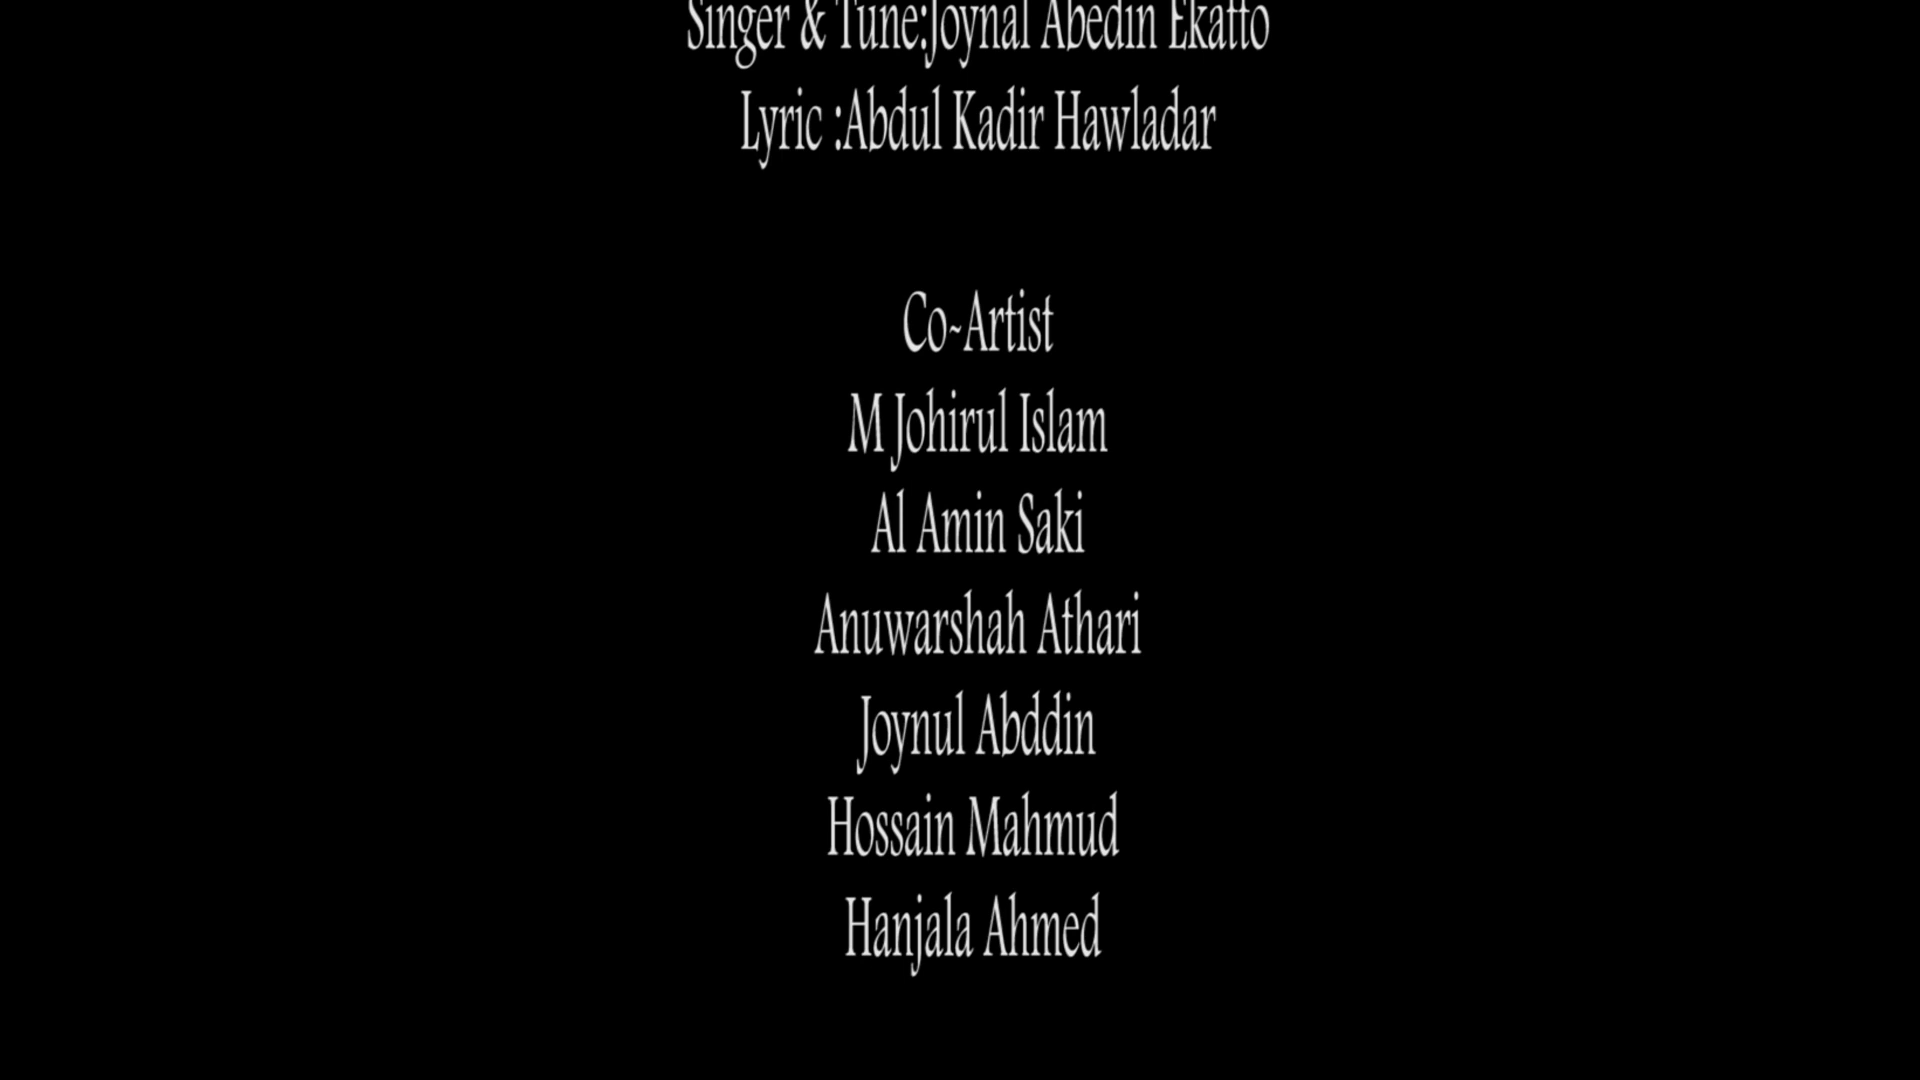 Singer & Tune:Joynal Abedin Ekatto
Lyric :Abdul Kadir Hawladar
Co-Artist
M Johirul Islam
Al Amin Saki
Anuwarshah Athari
Joynul Abddin
Hossain Mahmud
Hanjala Ahmed